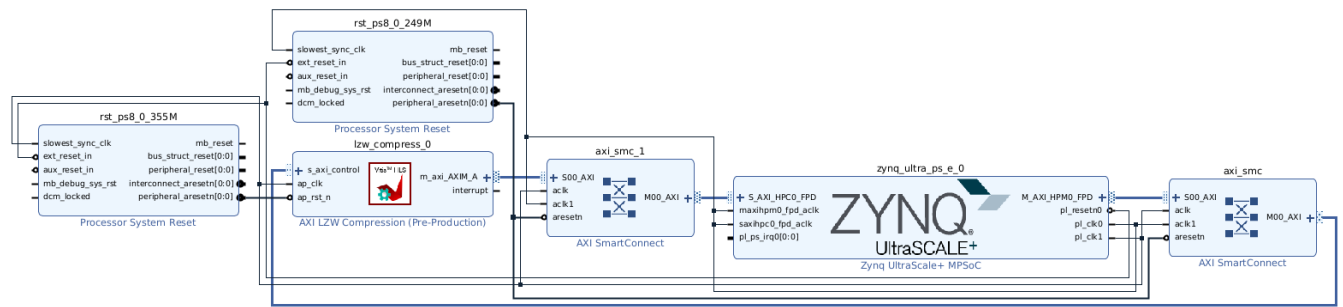 rst_ps8_0_249M
slowest_sync_clk
ext_reset_in
aux_reset_in
mb_debug_sys_rst
dcm_locked
mb_reset
bus_struct_reset[0:0]
peripheral_reset[0:0]
interconnect_aresetn[0:0]
peripheral_aresetn[0:0]
Processor System Reset
rst_ps8_0_355M
slowest_sync_clk
ext_reset_in
aux_reset_in
mb_debug_sys_rst
dcm_locked
mb_reset
bus_struct_reset[0:0]
peripheral_reset[0:0]
interconnect_aresetn[0:0]
peripheral_aresetn[0:0]
Processor System Reset
lzw_compress_0
s_axi_control
ap_clk
ap_rst_n
m_axi_AXIM_A
interrupt
AXI LZW Compression (Pre-Production)
axi_smc_1
S00_AXI
aclk
aclk1
aresetn
M00_AXI
AXI SmartConnect
zynq_ultra_ps_e_0
S_AXI_HPC0_FPD
maxihpm0_fpd_aclk
saxihpc0_fpd_aclk
pl_ps_irq0[0:0]
ZYNQ
UltraSCALE+
M_AXI_HPM0_FPD
pl_resetn0
pl_clk0
pl_clk1
Zynq UltraScale+ MPSoC
axi_smc
S00_AXI
aclk
aclk1
aresetn
M00_AXI
AXI SmartConnect